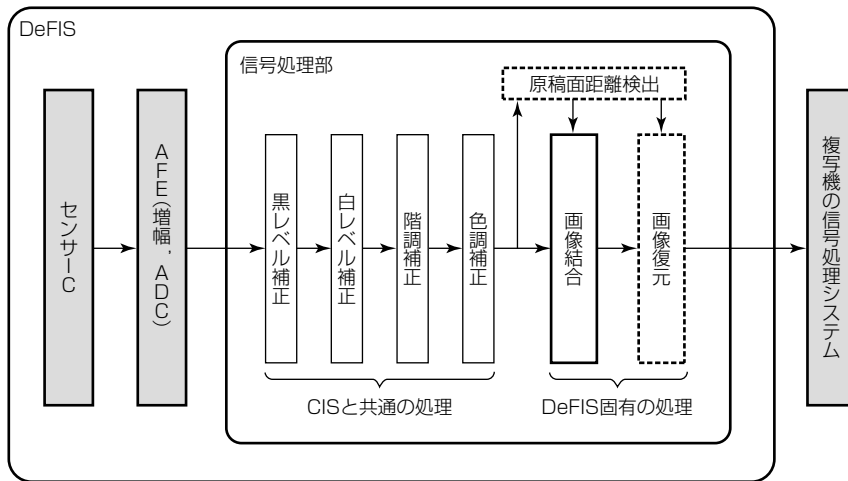 DeFIS
信号処理部
原稿面距離検出
センサーC
AFE(増幅,ADC)
黒レベル補正
白レベル補正
階調補正
色調補正
画像結合
画像復元
複写機の信号処理システム
CISと共通の処理
DeFIS固有の処理